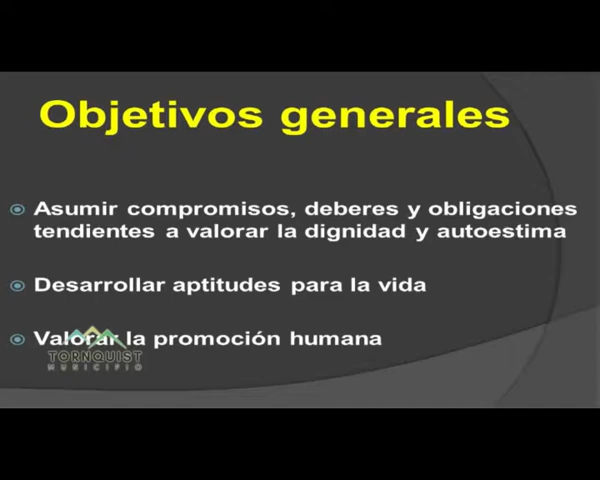 Objetivos generales
Asumir compromisos, deberes y obligaciones
tendientes a valorar la dignidad y autoestima
Desarrollar aptitudes para la vida
Valorar la promoción humana
TORNQUIST
MUNICIPIO